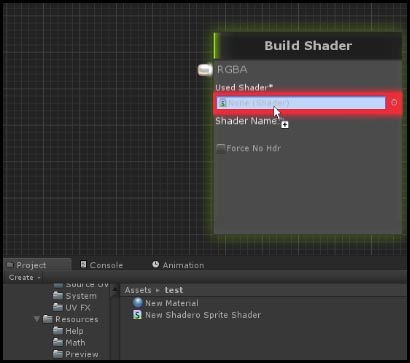 Build Shader
RGBA
Used Shader*
None (Shader)
Shader Name
Force No Hdr
Project
Console
Animation
Create
Source UV
Assets ▸ test
System
New Material
UV FX
New Shadero Sprite Shader
Resources
Help
Math
Preview